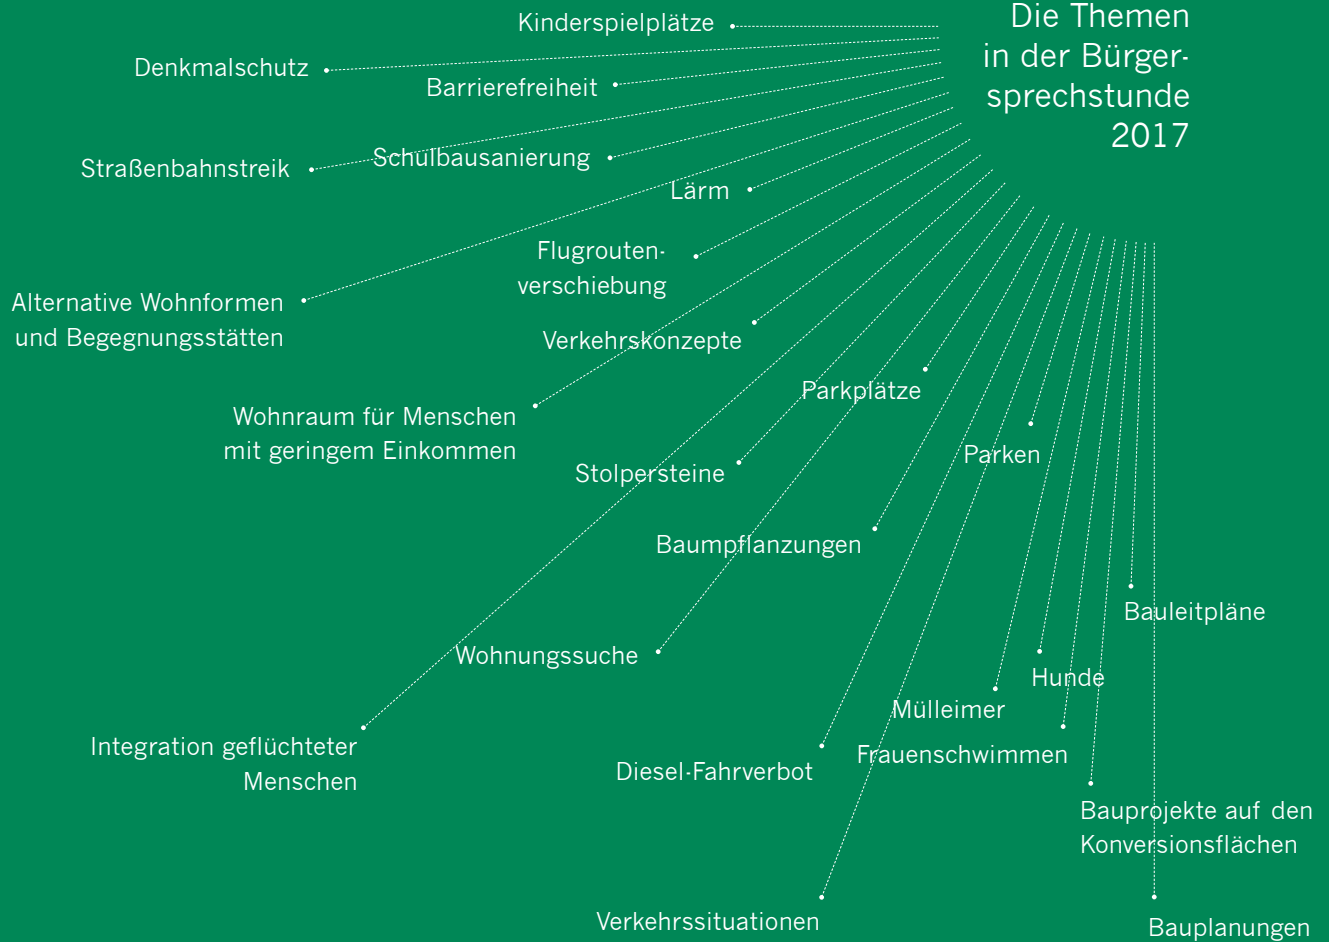 Die Themen
in der Bürger-
sprechstunde
2017
Kinderspielplätze
Denkmalschutz
Barrierefreiheit
Straßenbahnstreik
Schulbausanierung
Lärm
Flugrouten-
verschiebung
Alternative Wohnformen
und Begegnungsstätten
Verkehrskonzepte
Parkplätze
Wohnraum für Menschen
mit geringem Einkommen
Parken
Stolpersteine
Baumpflanzungen
Bauleitpläne
Wohnungssuche
Hunde
Mülleimer
Integration geflüchteter
Menschen
Frauenschwimmen
Diesel-Fahrverbot
Bauprojekte auf den
Konversionsflächen
Verkehrssituationen
Bauplanungen